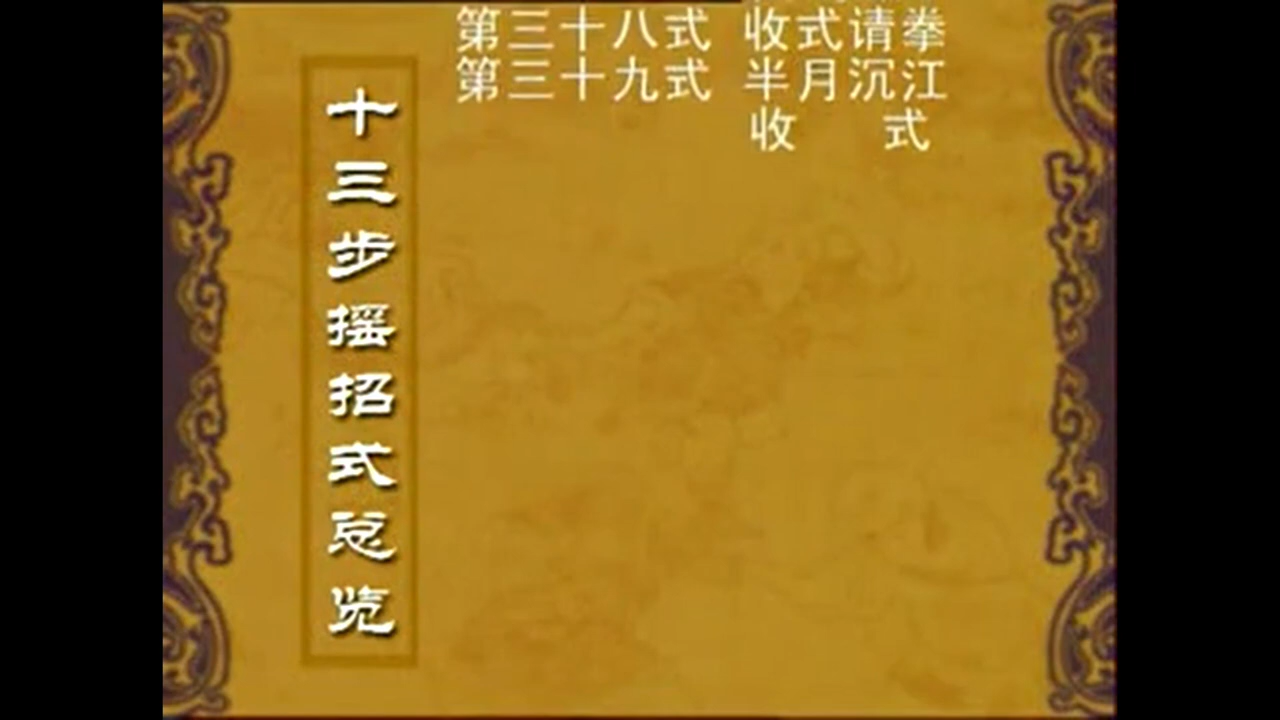 十三步摇招式总览
第三十八式 收式请拳
第三十九式 半月沉江
收 式